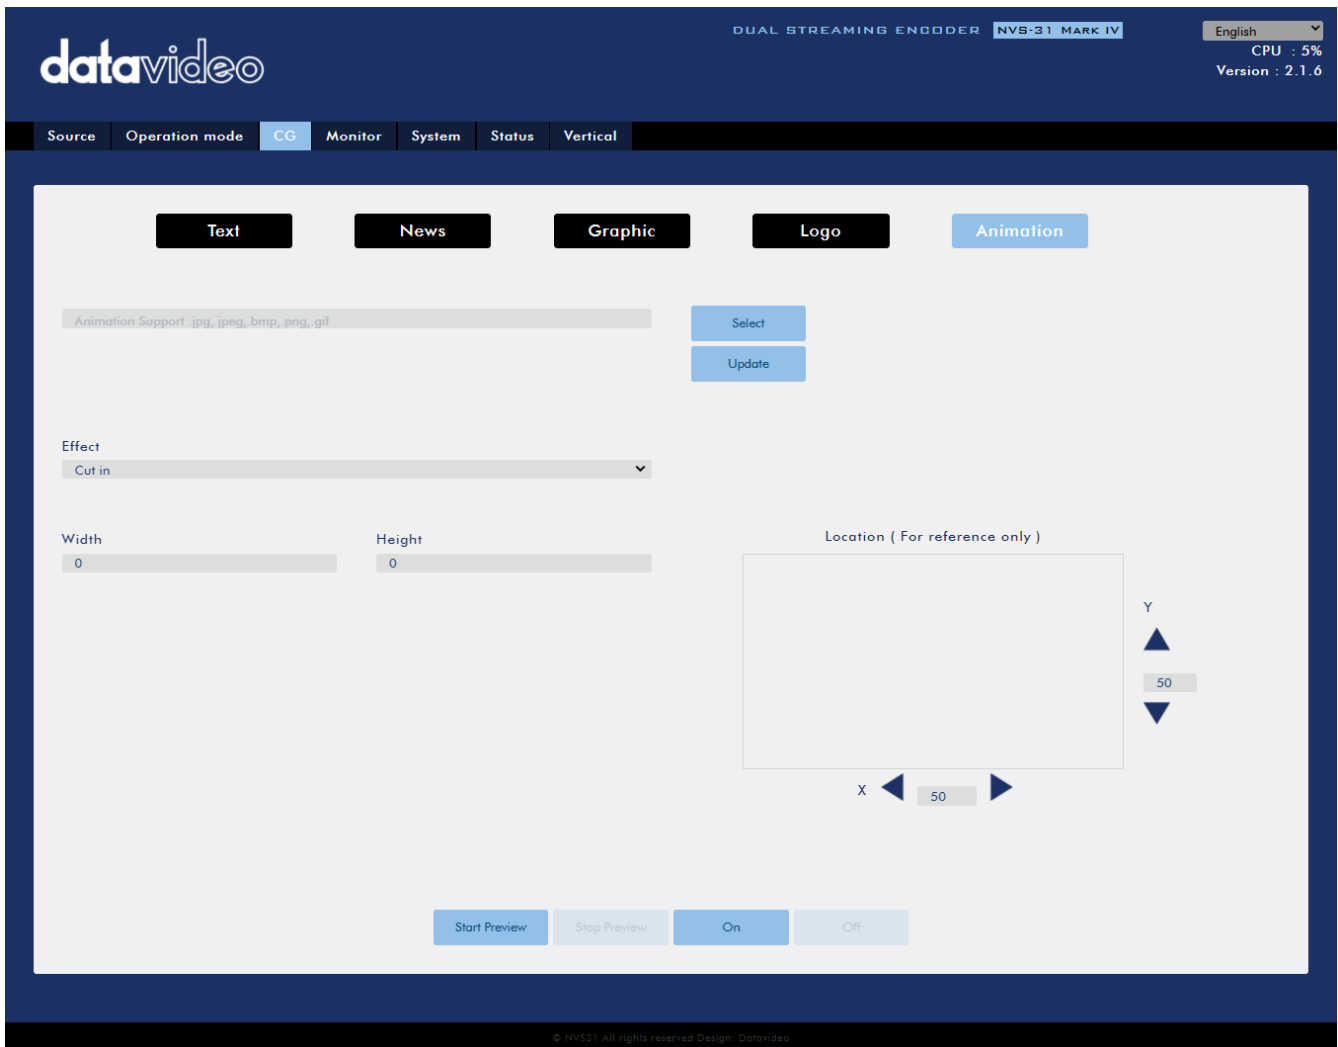 DUAL STREAMING ENCODER NVS-31 MARK IV
English
CPU : 5%
Version : 2.1.6
datavideo
Source Operation mode CG Monitor System Status Vertical
Text News Graphic Logo Animation
Animation Support .jpg,.jpeg,.bmp,.png,.gif
Select
Update
Effect
Cut in
Width Height
0 0
Location ( For reference only )
Y
50
X 50
Start Preview Stop Preview On Off
© NVS31 All rights reserved Design: Datavideo